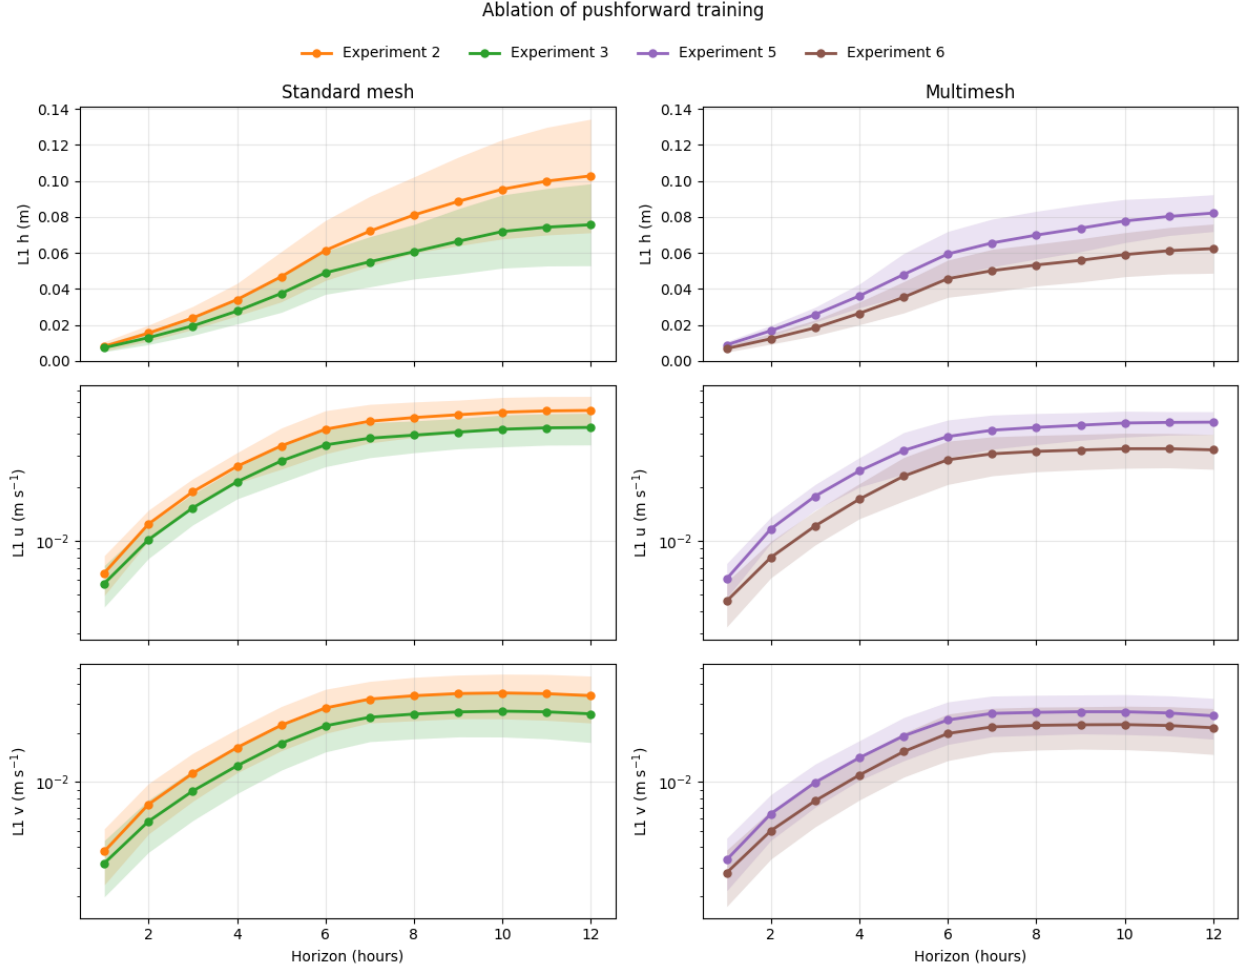 Ablation of pushforward training
Experiment 2 Experiment 3 Experiment 5 Experiment 6
Standard mesh
0.14
0.12
0.10
0.08
0.06
0.04
0.02
0.00
L1 h (m)
Multimesh
0.14
0.12
0.10
0.08
0.06
0.04
0.02
0.00
L1 h (m)
10⁻²
L1 u (m s⁻¹)
10⁻²
L1 u (m s⁻¹)
10⁻²
L1 v (m s⁻¹)
2 4 6 8 10 12
Horizon (hours)
10⁻²
L1 v (m s⁻¹)
2 4 6 8 10 12
Horizon (hours)